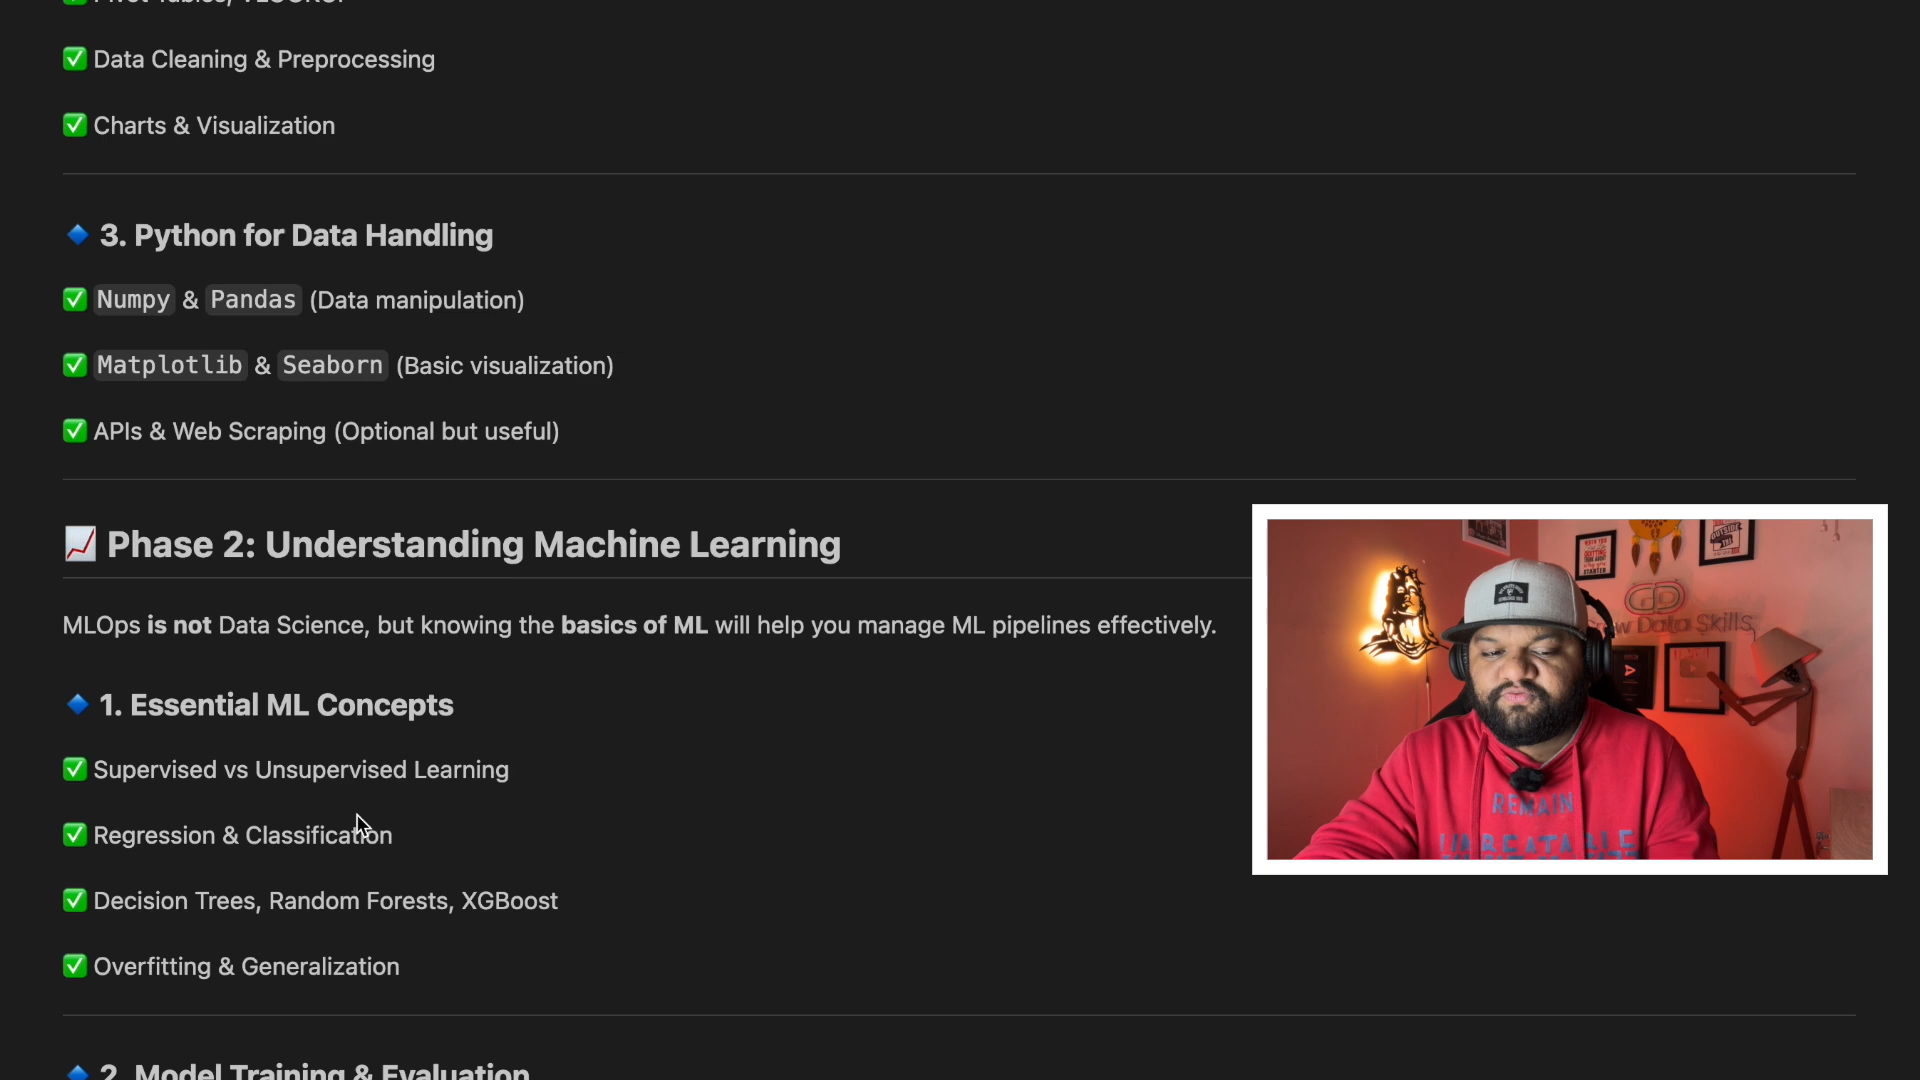 ✅ Data Cleaning & Preprocessing
✅ Charts & Visualization
🔹 3. Python for Data Handling
✅ Numpy & Pandas (Data manipulation)
✅ Matplotlib & Seaborn (Basic visualization)
✅ APIs & Web Scraping (Optional but useful)
📈 Phase 2: Understanding Machine Learning
MLOps is not Data Science, but knowing the basics of ML will help you manage ML pipelines effectively.
🔹 1. Essential ML Concepts
✅ Supervised vs Unsupervised Learning
✅ Regression & Classification
✅ Decision Trees, Random Forests, XGBoost
✅ Overfitting & Generalization
🔹 2. Model Training & Evaluation
Data Skills
REMAIN
UNBEATABLE